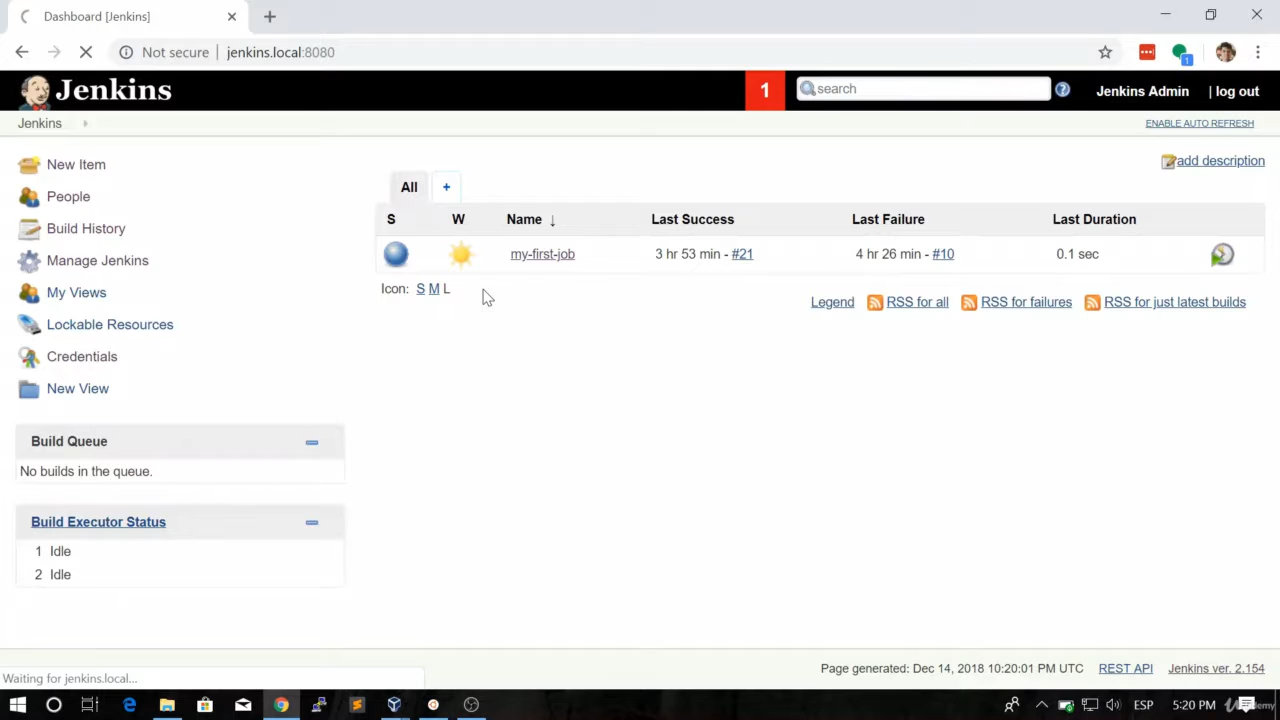 Dashboard [Jenkins]
Not secure | jenkins.local:8080
1
Jenkins
1
search
Jenkins Admin | log out
Jenkins
ENABLE AUTO REFRESH
New Item
People
Build History
Manage Jenkins
My Views
Lockable Resources
Credentials
New View
add description
All +
S W Name ↓ Last Success Last Failure Last Duration
my-first-job 3 hr 53 min - #21 4 hr 26 min - #10 0.1 sec
Icon: S M L
Legend RSS for all RSS for failures RSS for just latest builds
Build Queue
No builds in the queue.
Build Executor Status
1 Idle
2 Idle
Page generated: Dec 14, 2018 10:20:01 PM UTC REST API Jenkins ver. 2.154
Waiting for jenkins.local...
ESP 5:20 PM